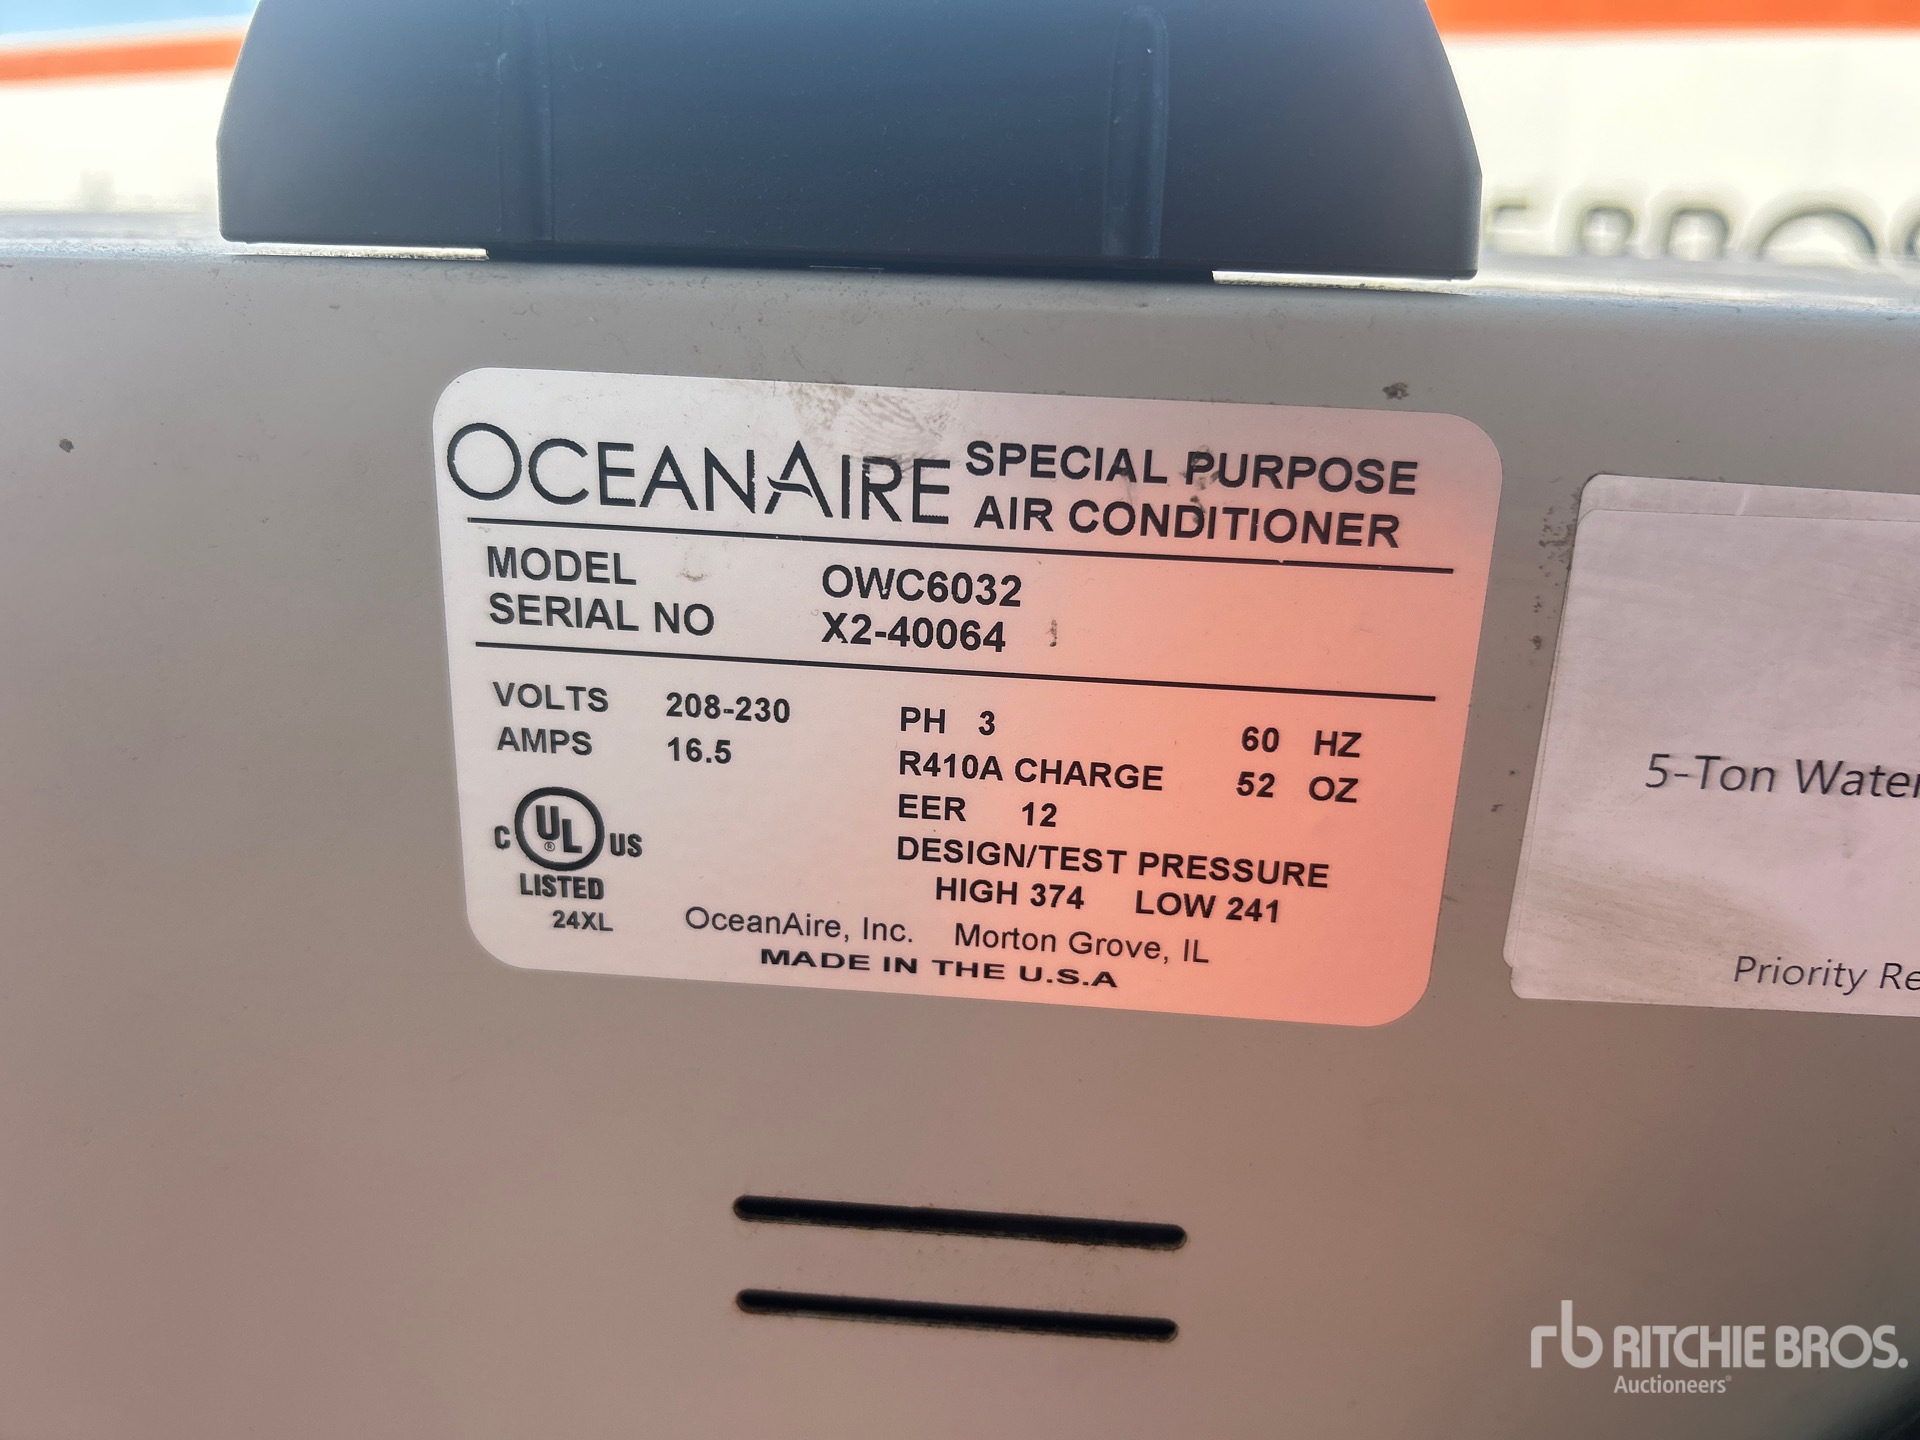 OCEANAIRE SPECIAL PURPOSE
AIR CONDITIONER
MODEL OWC6032
SERIAL NO X2-40064
VOLTS 208-230 PH 3 60 HZ
AMPS 16.5 R410A CHARGE 52 OZ
EER 12
DESIGN/TEST PRESSURE
HIGH 374 LOW 241
C UL® US
LISTED
24XL
OceanAire, Inc. Morton Grove, IL
MADE IN THE U.S.A
5-Ton Water
Priority Re
rb RITCHIE BROS.
Auctioneers®